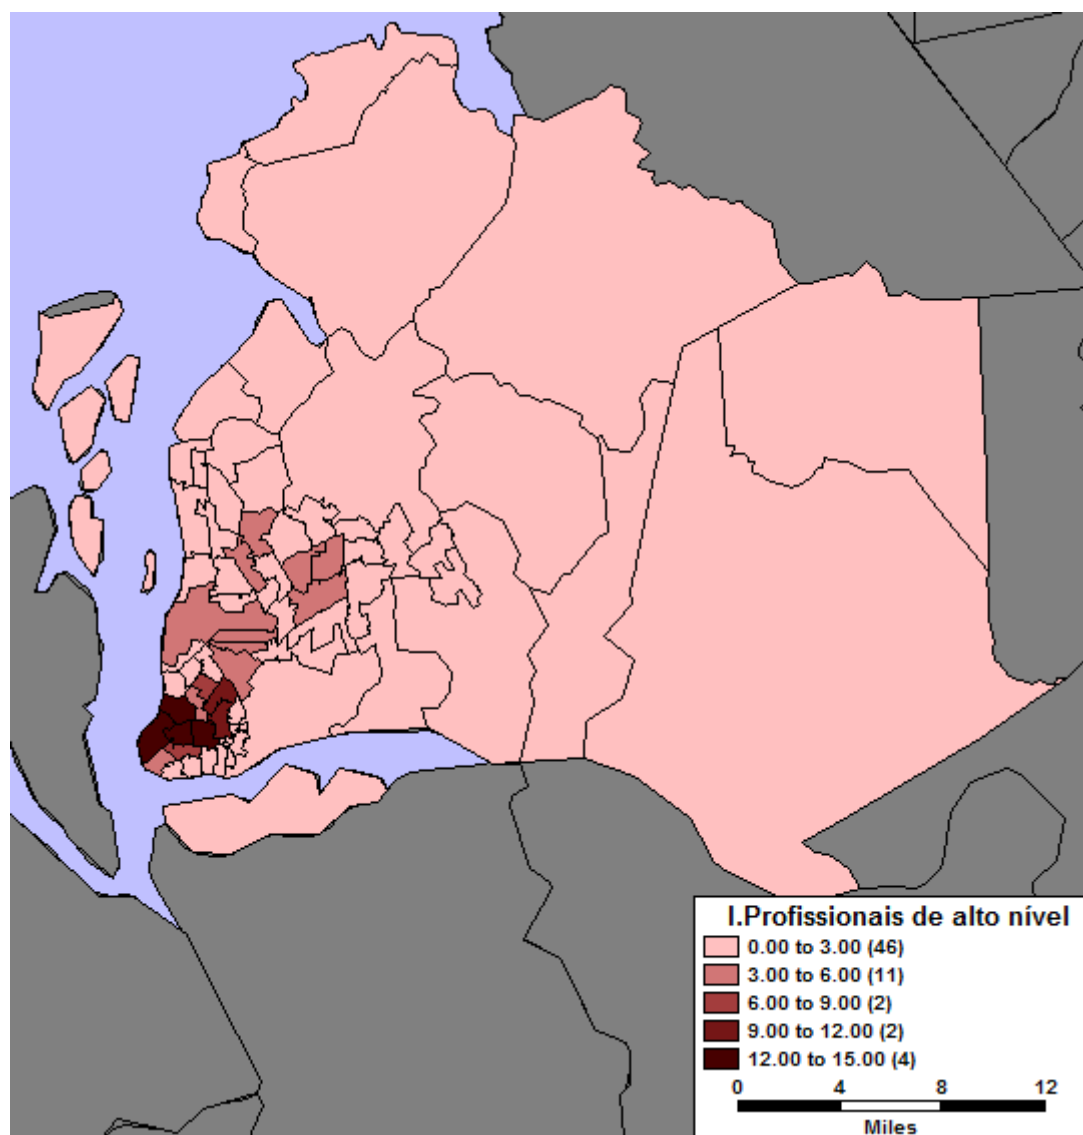 I.Profissionais de alto nível
0.00 to 3.00 (46)
3.00 to 6.00 (11)
6.00 to 9.00 (2)
9.00 to 12.00 (2)
12.00 to 15.00 (4)
0 4 8 12
Miles